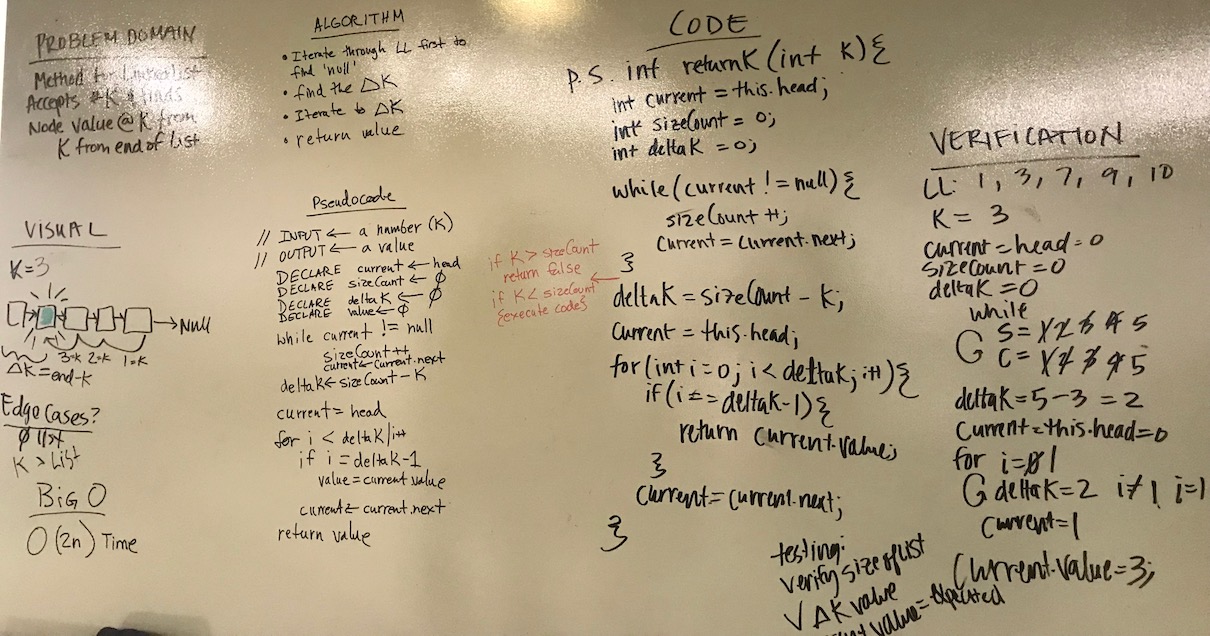 PROBLEM DOMAIN
Method for LinkedList
Accepts #K & finds
Node value @ K from
K from end of list
VISUAL
K=3
→Null
3=K 2=K 1=K
ΔK=end-K
Edge Cases?
Ø list
K > List
Big O
O(2n) Time
ALGORITHM
• Iterate through LL first to
find 'null'
• find the ΔK
• Iterate to ΔK
• return value
Pseudocode
// INPUT ← a number (K)
// OUTPUT ← a value
DECLARE current ← head
DECLARE sizeCount ← Ø
DECLARE deltaK ← Ø
DECLARE value ← Ø
while current != null
sizeCount++
current ← current.next
deltaK ← sizeCount - K
current = head
for i < deltaK/i++
if i = deltaK-1
value = current value
current ← current.next
return value
if K > sizeCount
return false
if K < sizeCount
{execute code}
CODE
P.S. int returnK (int K){
int current = this.head;
int sizeCount = 0;
int deltaK = 0;
while(current != null){
sizeCount ++;
current = current.next;
}
deltaK = sizeCount - K;
current = this.head;
for(int i=0; i < deltaK; i++){
if(i == deltaK-1){
return current.value;
}
current = current.next;
}
testing:
verify size of list
√ ΔK value
value = expected
VERIFICATION
LL: 1, 3, 7, 9, 10
K = 3
current = head = 0
sizeCount = 0
deltaK = 0
while
S = 1 2 3 4 5
C = 1 2 3 4 5
deltaK = 5-3 = 2
current = this.head = 0
for i = 0 1
deltaK = 2 i ≠ 1 i = 1
current = 1
Current.value = 3;